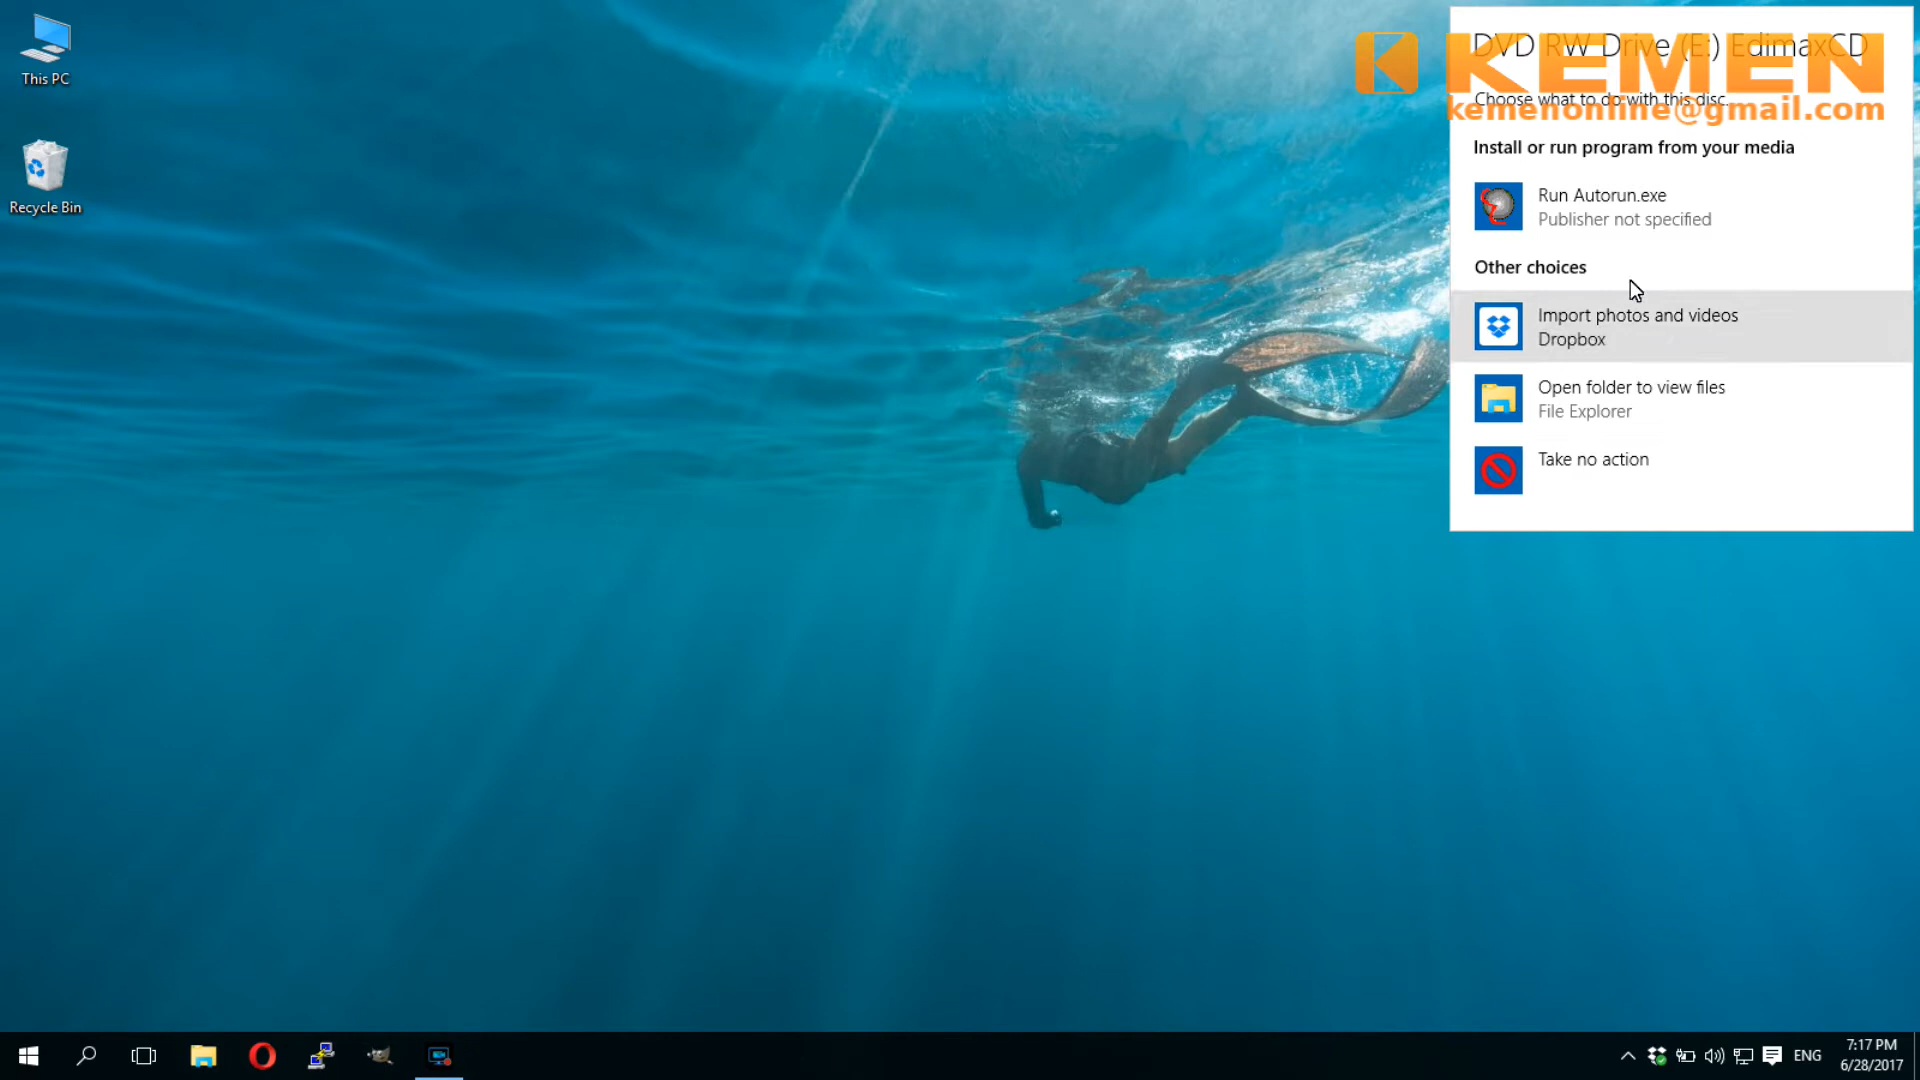 This PC
Recycle Bin
DVD RW Drive (E:) EdimaxCD
KEMEN
Choose what to do with this disc.
kemenonline@gmail.com
Install or run program from your media
Run Autorun.exe
Publisher not specified
Other choices
Import photos and videos
Dropbox
Open folder to view files
File Explorer
Take no action
ENG
7:17 PM
6/28/2017